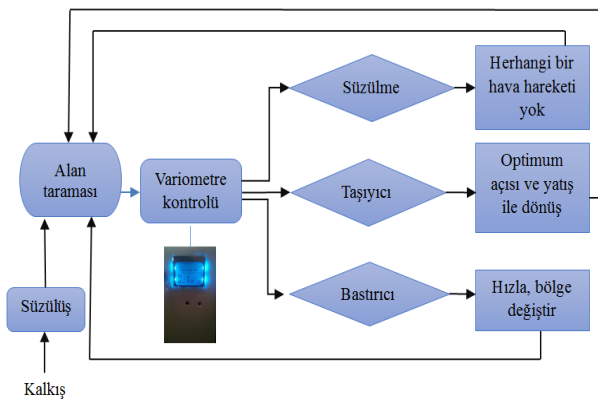 Süzülme
Herhangi bir
hava hareketi
yok
Alan
taraması
Variometre
kontrolü
Taşıyıcı
Optimum
açısı ve yatış
ile dönüş
Süzülüş
Bastırıcı
Hızla, bölge
değiştir
Kalkış